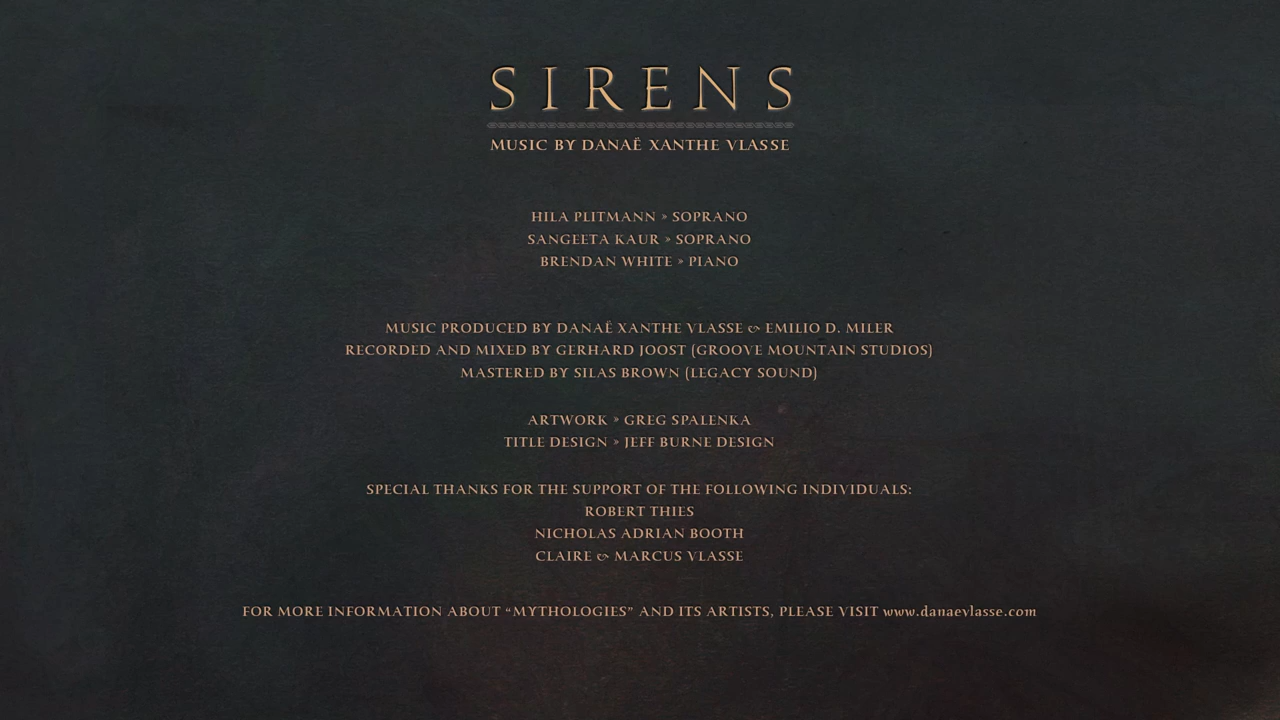 SIRENS
MUSIC BY DANAË XANTHE VLASSE
HILA PLITMANN » SOPRANO
SANGEETA KAUR » SOPRANO
BRENDAN WHITE » PIANO
MUSIC PRODUCED BY DANAË XANTHE VLASSE & EMILIO D. MILER
RECORDED AND MIXED BY GERHARD JOOST (GROOVE MOUNTAIN STUDIOS)
MASTERED BY SILAS BROWN (LEGACY SOUND)
ARTWORK » GREG SPALENKA
TITLE DESIGN » JEFF BURNE DESIGN
SPECIAL THANKS FOR THE SUPPORT OF THE FOLLOWING INDIVIDUALS:
ROBERT THIES
NICHOLAS ADRIAN BOOTH
CLAIRE & MARCUS VLASSE
FOR MORE INFORMATION ABOUT “MYTHOLOGIES” AND ITS ARTISTS, PLEASE VISIT www.danaevlasse.com